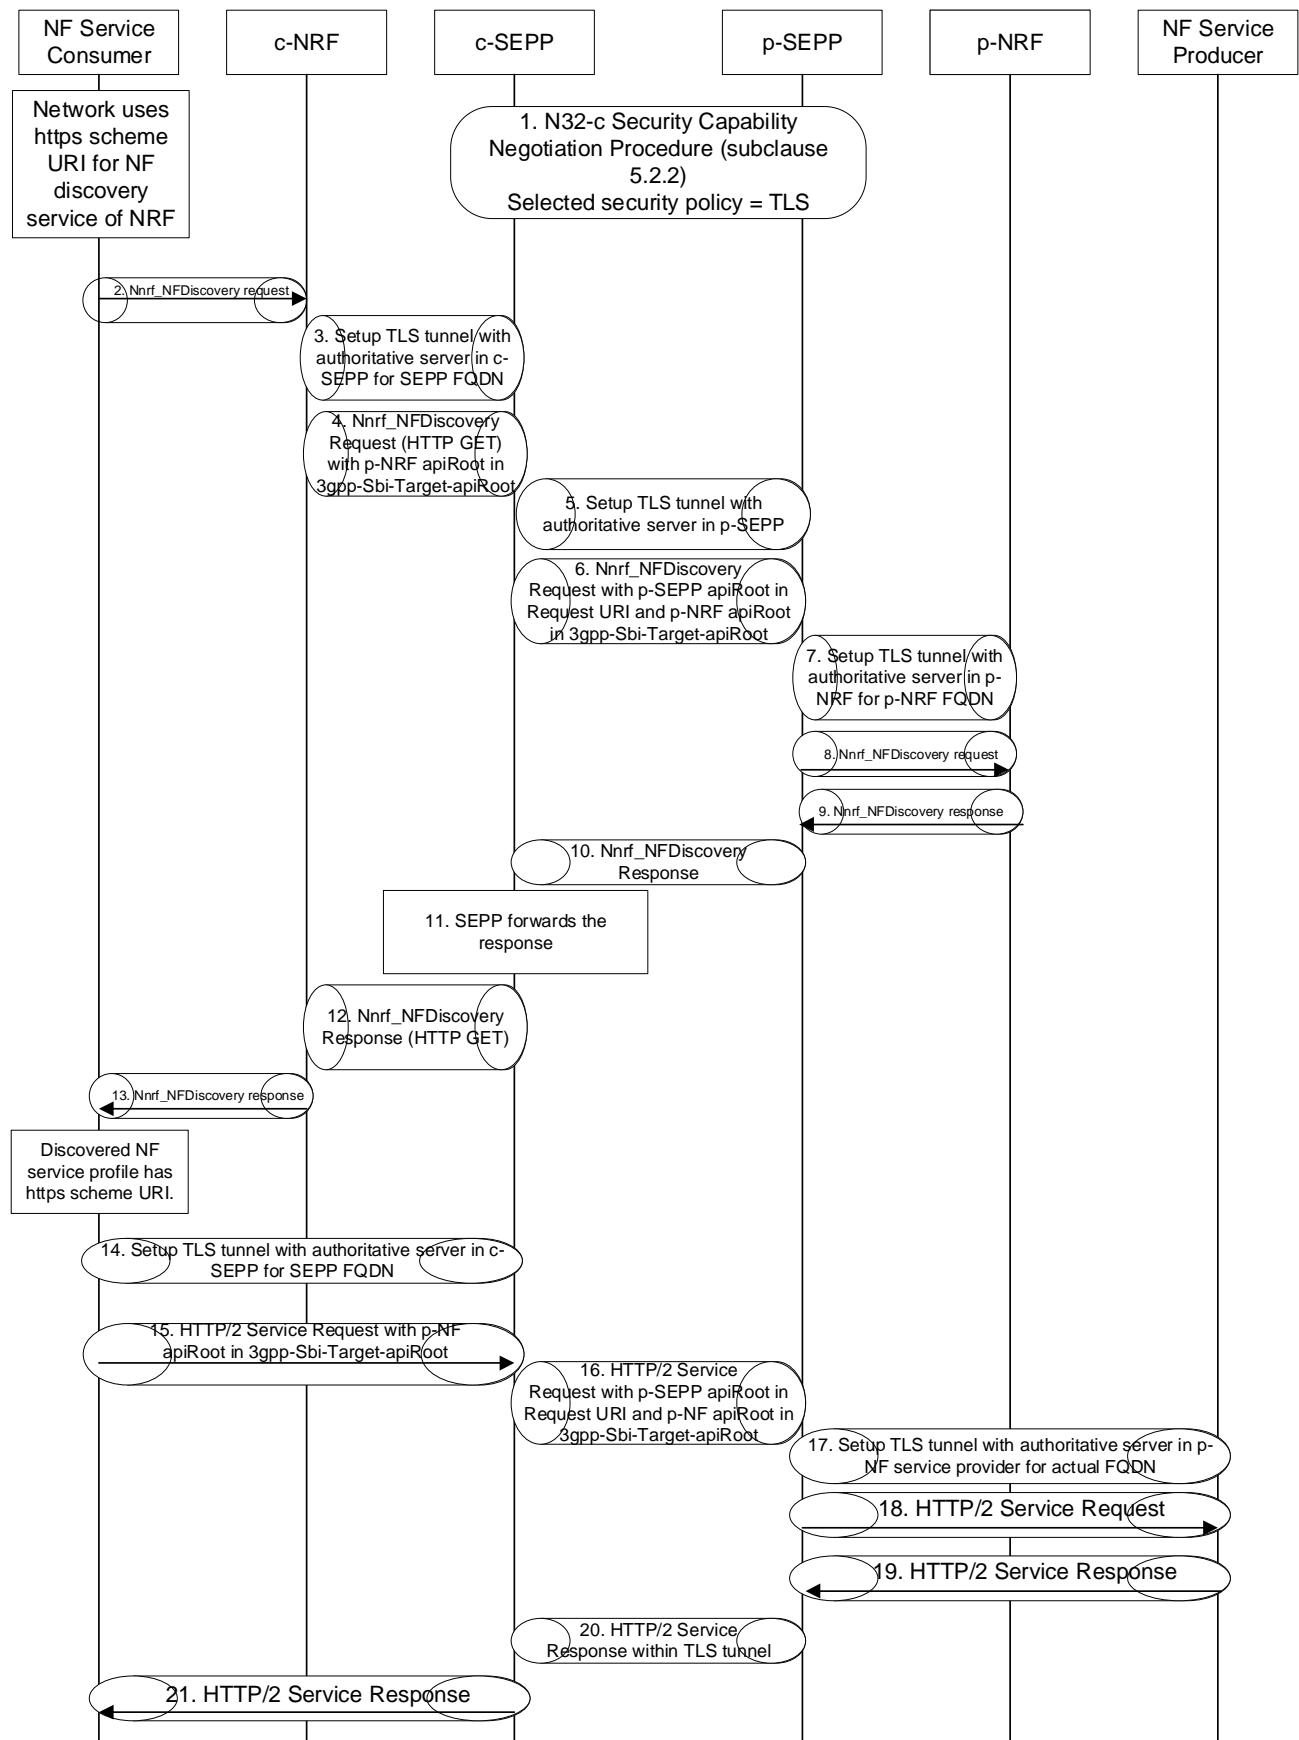 NF Service
Consumer
c-NRF
c-SEPP
p-SEPP
p-NRF
NF Service
Producer
Network uses
https scheme
URI for NF
discovery
service of NRF
1. N32-c Security Capability
Negotiation Procedure (subclause
5.2.2)
Selected security policy = TLS
2. Nnrf_NFDiscovery request
3. Setup TLS tunnel with
authoritative server in c-
SEPP for SEPP FQDN
4. Nnrf_NFDiscovery
Request (HTTP GET)
with p-NRF apiRoot in
3gpp-Sbi-Target-apiRoot
5. Setup TLS tunnel with
authoritative server in p-SEPP
6. Nnrf_NFDiscovery
Request with p-SEPP apiRoot in
Request URI and p-NRF apiRoot
in 3gpp-Sbi-Target-apiRoot
7. Setup TLS tunnel with
authoritative server in p-
NRF for p-NRF FQDN
8. Nnrf_NFDiscovery request
9. Nnrf_NFDiscovery response
10. Nnrf_NFDiscovery
Response
11. SEPP forwards the
response
12. Nnrf_NFDiscovery
Response (HTTP GET)
13. Nnrf_NFDiscovery response
Discovered NF
service profile has
https scheme URI.
14. Setup TLS tunnel with authoritative server in c-
SEPP for SEPP FQDN
15. HTTP/2 Service Request with p-NF
apiRoot in 3gpp-Sbi-Target-apiRoot
16. HTTP/2 Service
Request with p-SEPP apiRoot in
Request URI and p-NF apiRoot in
3gpp-Sbi-Target-apiRoot
17. Setup TLS tunnel with authoritative server in p-
NF service provider for actual FQDN
18. HTTP/2 Service Request
19. HTTP/2 Service Response
20. HTTP/2 Service
Response within TLS tunnel
21. HTTP/2 Service Response